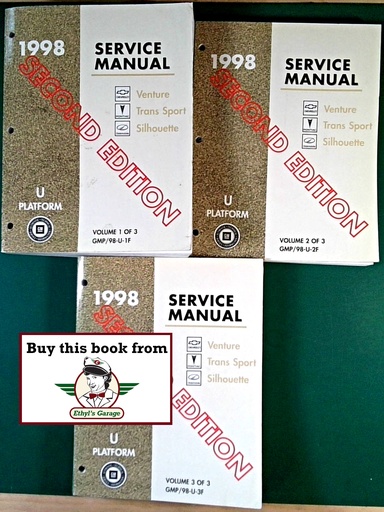 1998
SERVICE
MANUAL
Venture
Trans Sport
Silhouette
SECOND EDITION
U
PLATFORM
VOLUME 1 OF 3
GMP/98-U-1F
1998
SERVICE
MANUAL
Venture
Trans Sport
Silhouette
SECOND EDITION
U
PLATFORM
VOLUME 2 OF 3
GMP/98-U-2F
1998
SERVICE
MANUAL
Venture
Trans Sport
Silhouette
SECOND EDITION
U
PLATFORM
VOLUME 3 OF 3
GMP/98-U-3F
Buy this book from
Ethyl's Garage